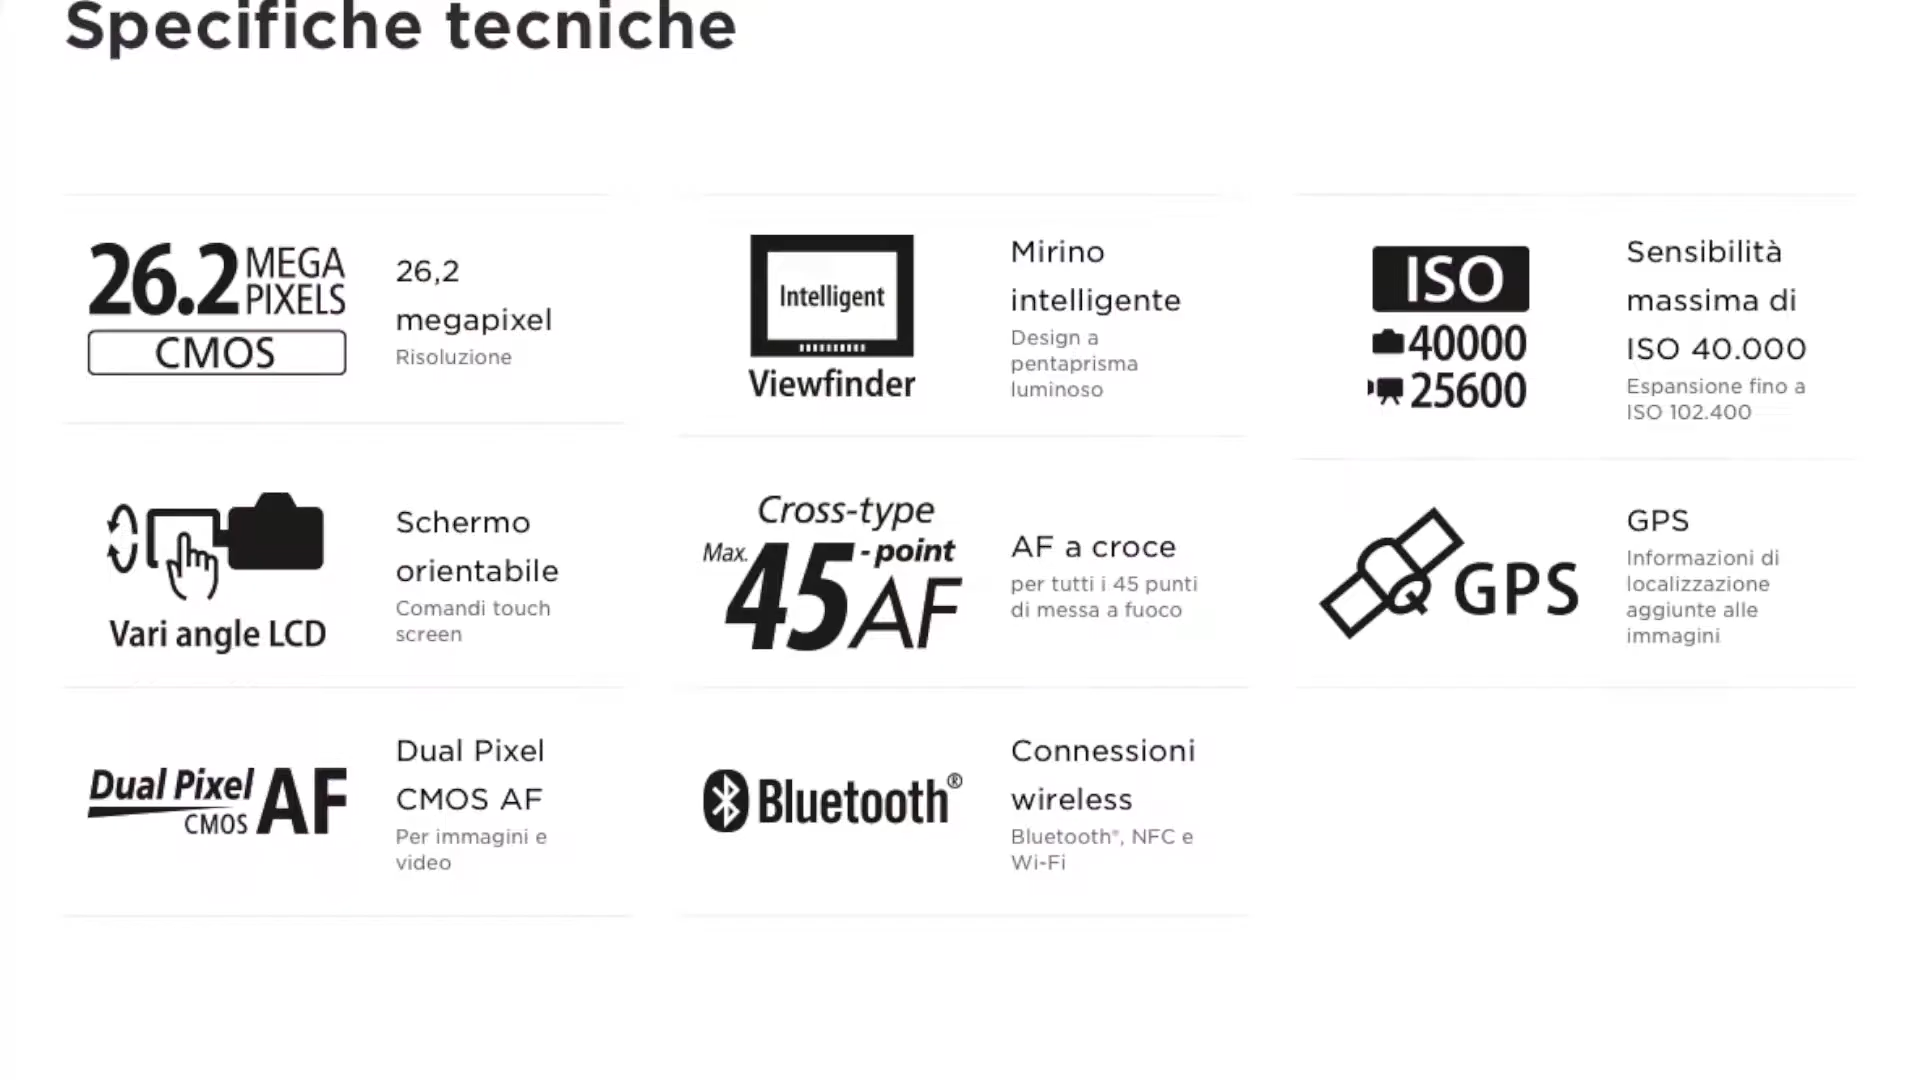 Specifiche tecniche
26.2 MEGA
PIXELS
CMOS
26,2
megapixel
Risoluzione
Intelligent
Viewfinder
Mirino
intelligente
Design a
pentaprisma
luminoso
ISO
40000
25600
Sensibilità
massima di
ISO 40.000
Espansione fino a
ISO 102.400
Vari angle LCD
Schermo
orientabile
Comandi touch
screen
Cross-type
Max. 45-point
AF
AF a croce
per tutti i 45 punti
di messa a fuoco
GPS
GPS
Informazioni di
localizzazione
aggiunte alle
immagini
Dual Pixel
CMOS AF
Dual Pixel
CMOS AF
Per immagini e
video
Bluetooth®
Connessioni
wireless
Bluetooth®, NFC e
Wi-Fi